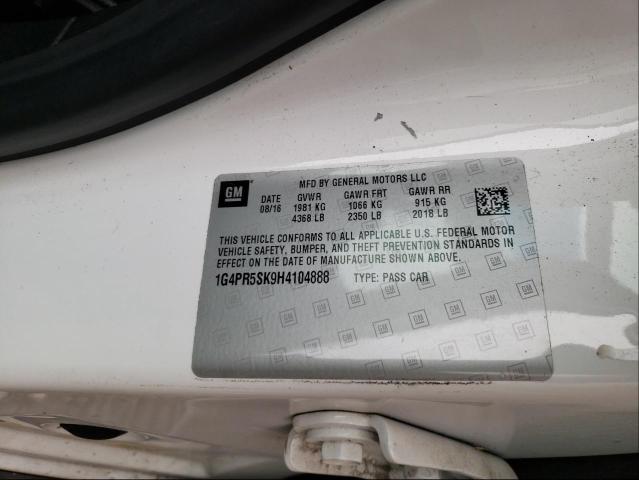 GM
MFD BY GENERAL MOTORS LLC
DATE GVWR GAWR FRT GAWR RR
08/16 1981 KG 1066 KG 915 KG
4368 LB 2350 LB 2018 LB
THIS VEHICLE CONFORMS TO ALL APPLICABLE U.S. FEDERAL MOTOR
VEHICLE SAFETY, BUMPER, AND THEFT PREVENTION STANDARDS IN
EFFECT ON THE DATE OF MANUFACTURE SHOWN ABOVE.
1G4PR5SK9H4104888 TYPE: PASS CAR